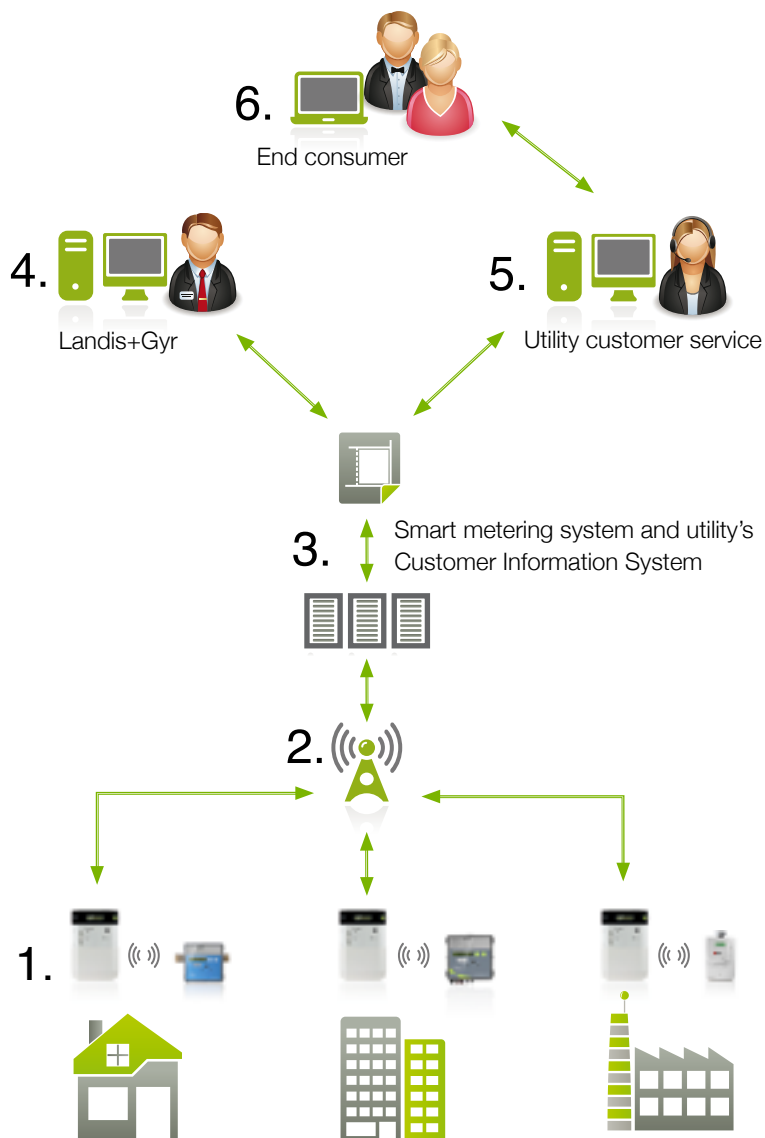 6.
End consumer
4.
Landis+Gyr
5.
Utility customer service
3.
Smart metering system and utility's
Customer Information System
2.
1.